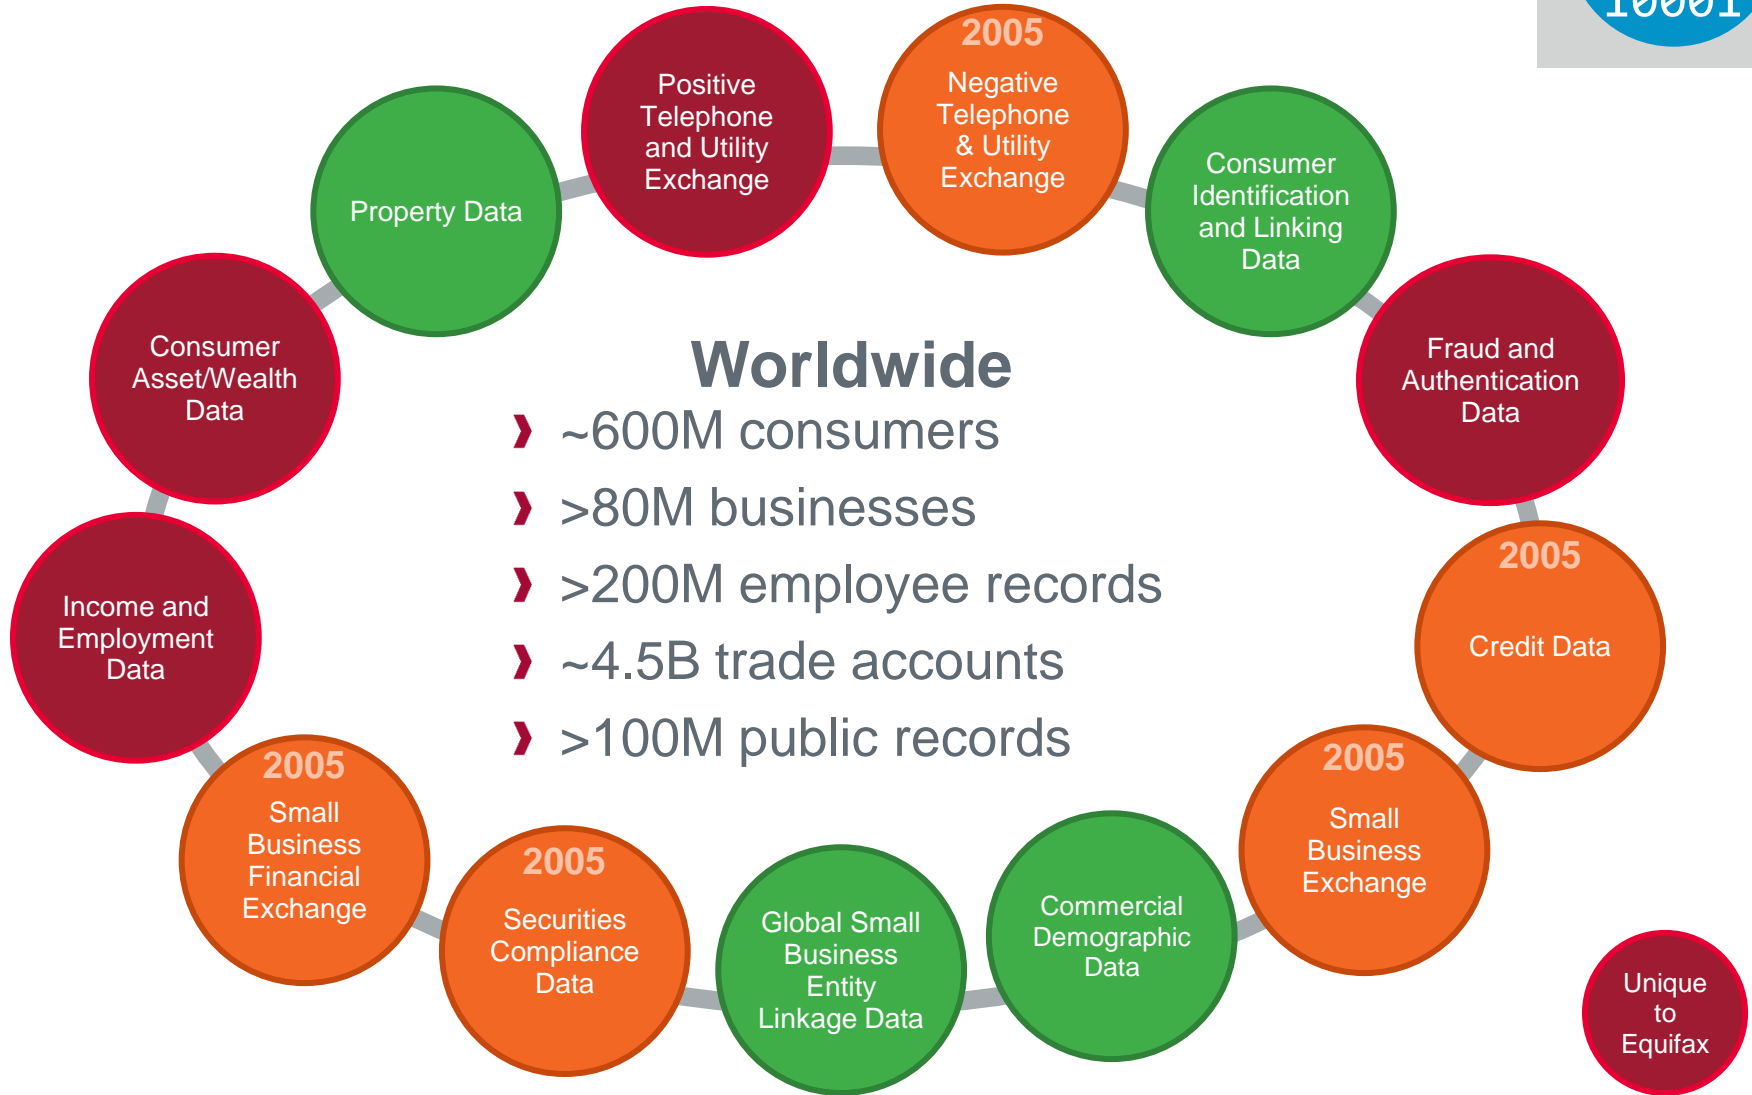 10001
2005
Positive
Telephone
and Utility
Exchange
Negative
Telephone
& Utility
Exchange
Consumer
Identification
and Linking
Data
Property Data
Fraud and
Authentication
Data
Consumer
Asset/Wealth
Data
Worldwide
~600M consumers
>80M businesses
>200M employee records
~4.5B trade accounts
>100M public records
2005
Credit Data
Income and
Employment
Data
2005
Small
Business
Exchange
2005
Small
Business
Financial
Exchange
2005
Securities
Compliance
Data
Global Small
Business
Entity
Linkage Data
Commercial
Demographic
Data
Unique
to
Equifax